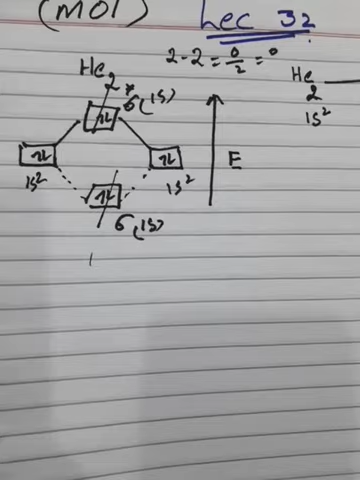 (MOT) Lec 32
2-2 = 0/2 = 0
He2
He
2
1s²
σ*(1s)
1s² 1s²
E
σ(1s)